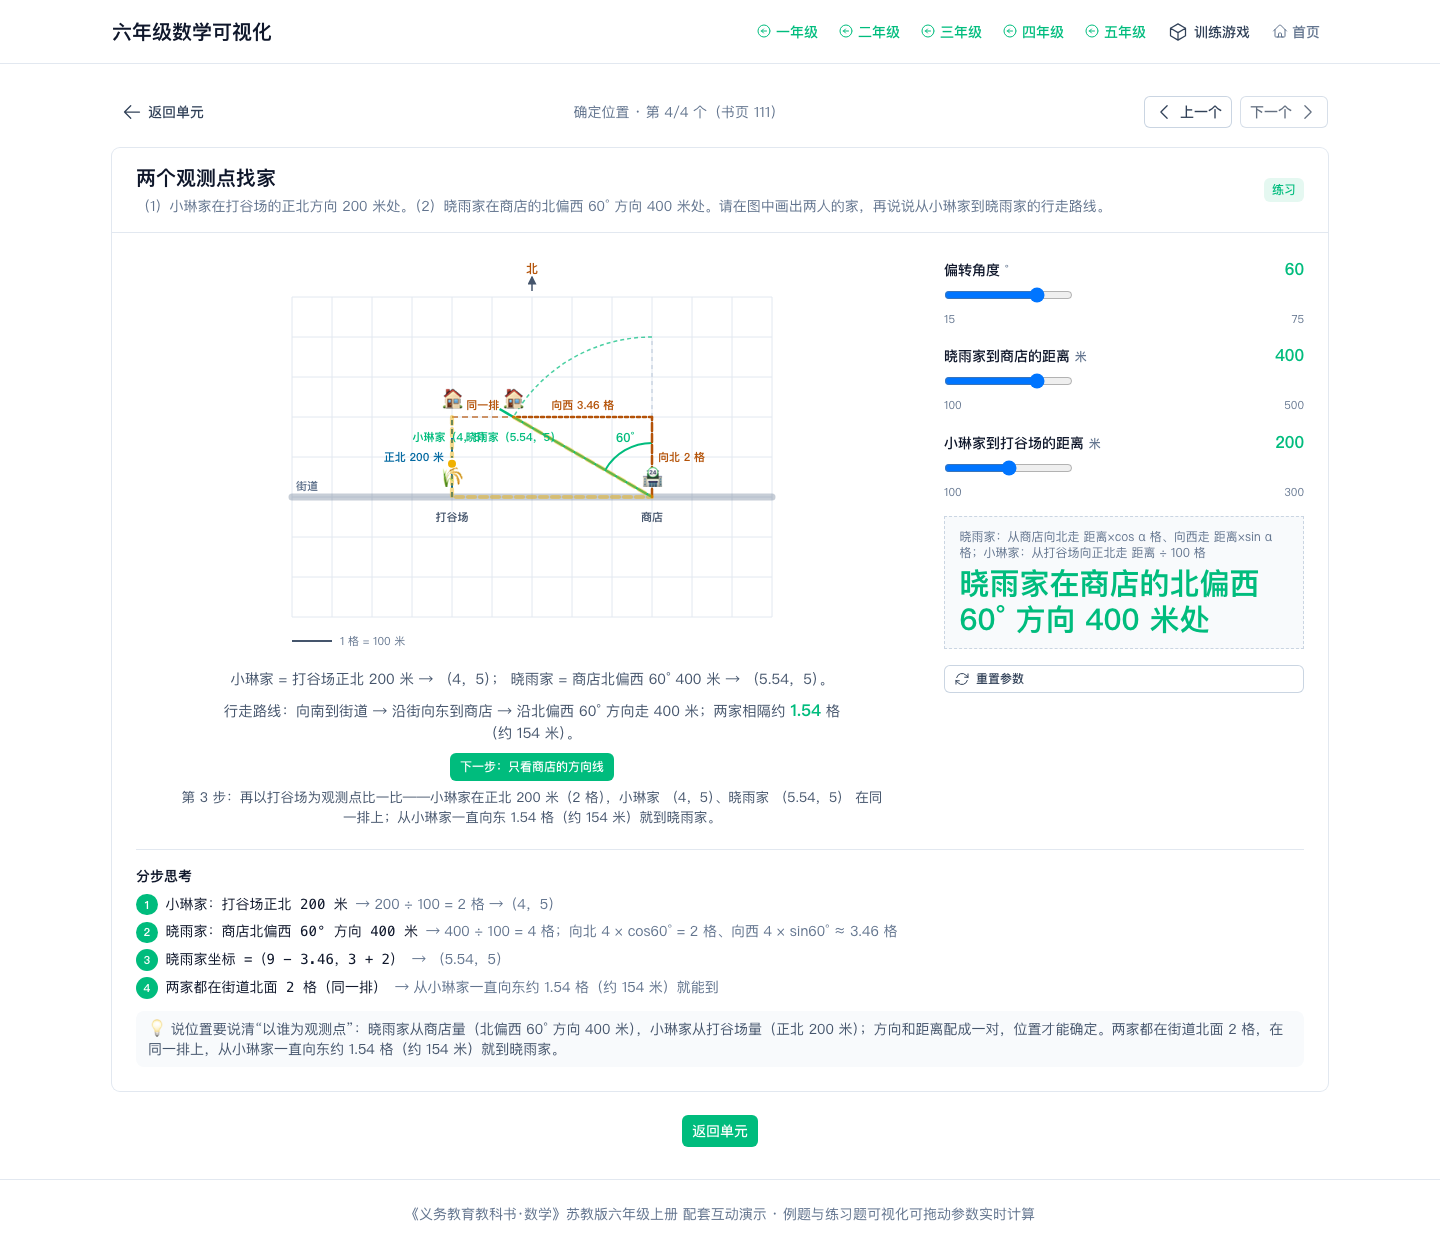 六年级数学可视化
一年级
二年级
三年级
四年级
五年级
训练游戏
首页
返回单元
确定位置 · 第 4/4 个（书页 111）
上一个
下一个
两个观测点找家
（1）小琳家在打谷场的正北方向 200 米处。（2）晓雨家在商店的北偏西 60° 方向 400 米处。请在图中画出两人的家，再说说从小琳家到晓雨家的行走路线。
练习
北
同一排
向西 3.46 格
小琳家（4，5）
晓雨家（5.54，5）
60°
正北 200 米
向北 2 格
街道
打谷场
商店
1 格 = 100 米
偏转角度 °
60
15
75
晓雨家到商店的距离 米
400
100
500
小琳家到打谷场的距离 米
200
100
300
晓雨家：从商店向北走 距离×cos α 格、向西走 距离×sin α
格；小琳家：从打谷场向正北走 距离 ÷ 100 格
晓雨家在商店的北偏西
60° 方向 400 米处
重置参数
小琳家 = 打谷场正北 200 米 → （4，5）； 晓雨家 = 商店北偏西 60° 400 米 → （5.54，5）。
行走路线：向南到街道 → 沿街向东到商店 → 沿北偏西 60° 方向走 400 米；两家相隔约 1.54 格
（约 154 米）。
下一步：只看商店的方向线
第 3 步：再以打谷场为观测点比一比——小琳家在正北 200 米（2 格），小琳家 （4，5）、晓雨家 （5.54，5） 在同
一排上；从小琳家一直向东 1.54 格（约 154 米）就到晓雨家。
分步思考
1 小琳家：打谷场正北 200 米 → 200 ÷ 100 = 2 格 →（4，5）
2 晓雨家：商店北偏西 60° 方向 400 米 → 400 ÷ 100 = 4 格；向北 4 × cos60° = 2 格、向西 4 × sin60° ≈ 3.46 格
3 晓雨家坐标 =（9 − 3.46，3 + 2） → （5.54，5）
4 两家都在街道北面 2 格（同一排） → 从小琳家一直向东约 1.54 格（约 154 米）就能到
说位置要说清“以谁为观测点”：晓雨家从商店量（北偏西 60° 方向 400 米），小琳家从打谷场量（正北 200 米）；方向和距离配成一对，位置才能确定。两家都在街道北面 2 格，在
同一排上，从小琳家一直向东约 1.54 格（约 154 米）就到晓雨家。
返回单元
《义务教育教科书·数学》苏教版六年级上册 配套互动演示 · 例题与练习题可视化可拖动参数实时计算